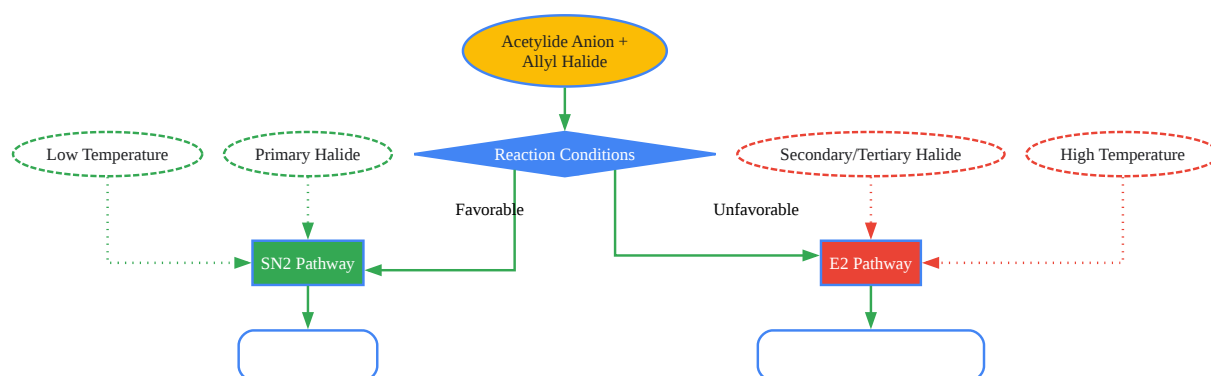 Acetylide Anion +
Allyl Halide
Low Temperature
Primary Halide
Reaction Conditions
Secondary/Tertiary Halide
High Temperature
Favorable
Unfavorable
SN2 Pathway
E2 Pathway